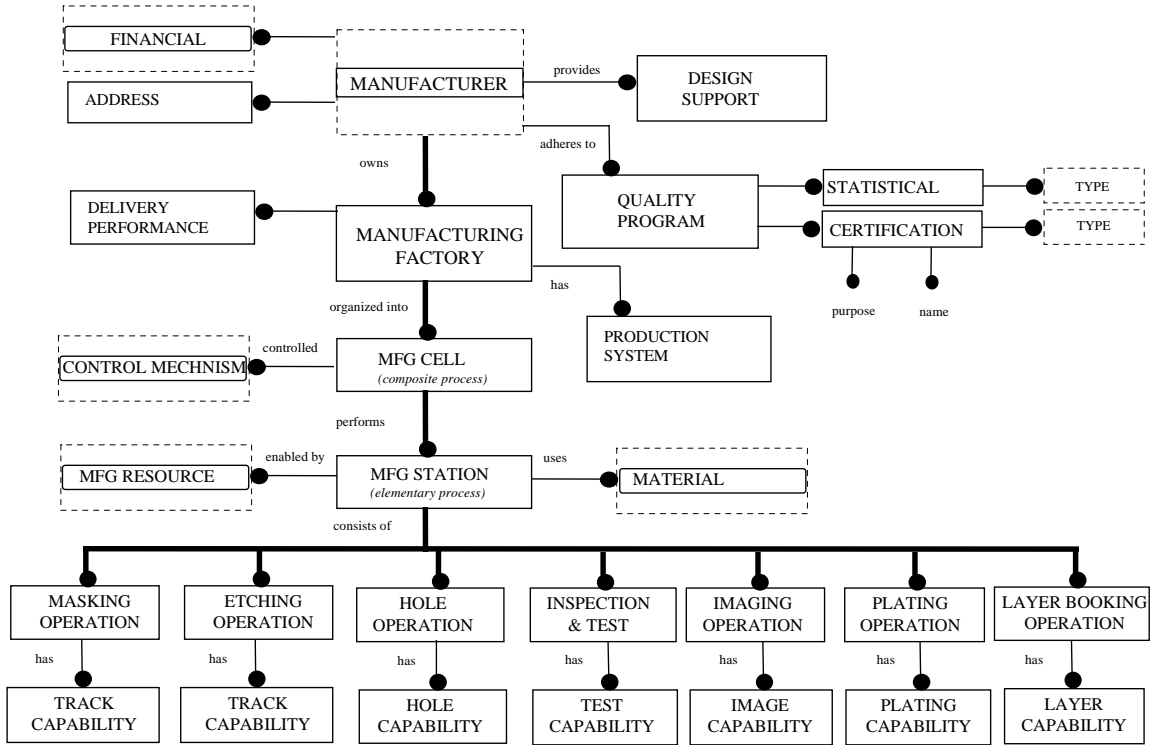 FINANCIAL
MANUFACTURER
provides
DESIGN
SUPPORT
ADDRESS
owns
adheres to
DELIVERY
PERFORMANCE
MANUFACTURING
FACTORY
QUALITY
PROGRAM
STATISTICAL
TYPE
CERTIFICATION
TYPE
purpose
name
has
organized into
PRODUCTION
SYSTEM
CONTROL MECHNISM
controlled
MFG CELL
(composite process)
performs
MFG RESOURCE
enabled by
MFG STATION
(elementary process)
uses
MATERIAL
consists of
MASKING
OPERATION
ETCHING
OPERATION
HOLE
OPERATION
INSPECTION
& TEST
IMAGING
OPERATION
PLATING
OPERATION
LAYER BOOKING
OPERATION
has
has
has
has
has
has
has
TRACK
CAPABILITY
TRACK
CAPABILITY
HOLE
CAPABILITY
TEST
CAPABILITY
IMAGE
CAPABILITY
PLATING
CAPABILITY
LAYER
CAPABILITY